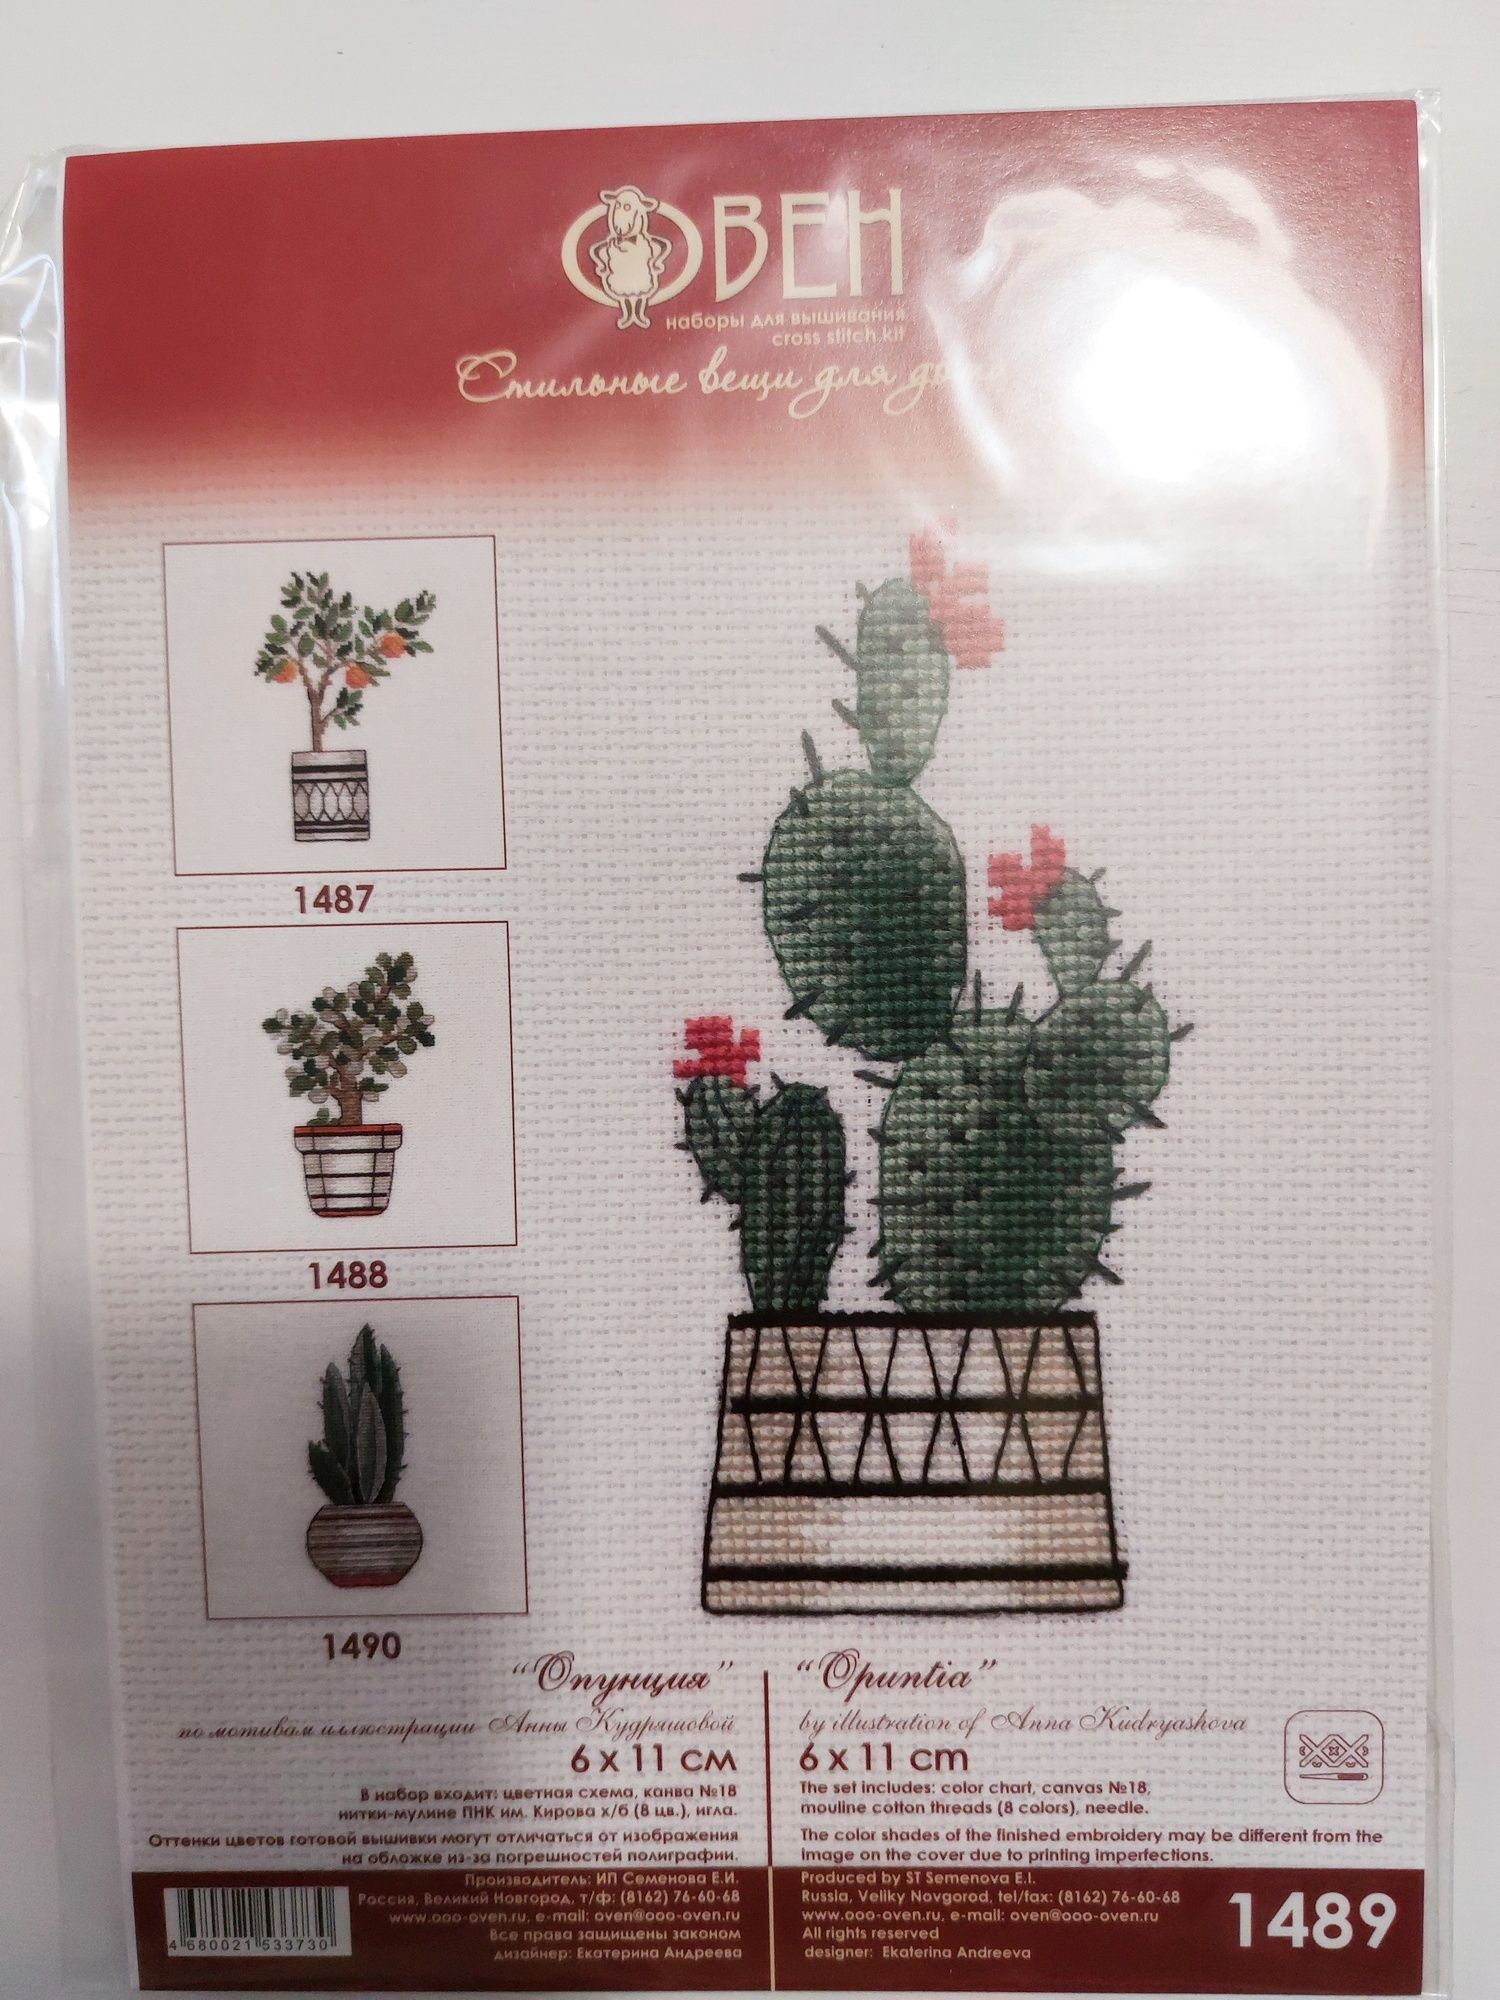 ОВЕН
наборы для вышивания
cross stitch kit
Стильные вещи для
1487
1488
1490
"Опунция"
по мотивам иллюстрации Анны Кудряшовой
6 x 11 см
В набор входит: цветная схема, канва №18
нитки-мулине ПНК им. Кирова х/б (8 цв.), игла.
Оттенки цветов готовой вышивки могут отличаться от изображения
на обложке из-за погрешностей полиграфии.
"Opuntia"
by illustration of Anna Kudryashova
6 x 11 cm
The set includes: color chart, canvas №18,
mouline cotton threads (8 colors), needle.
The color shades of the finished embroidery may be different from the
image on the cover due to printing imperfections.
4 680021 533730
Производитель: ИП Семенова Е.И.
Россия, Великий Новгород, т/ф: (8162) 76-60-68
www.ooo-oven.ru, e-mail: oven@ooo-oven.ru
Все права защищены законом
дизайнер: Екатерина Андреева
Produced by ST Semenova E.I.
Russia, Veliky Novgorod, tel/fax: (8162) 76-60-68
www.ooo-oven.ru, e-mail: oven@ooo-oven.ru
All rights reserved
designer: Ekaterina Andreeva
1489